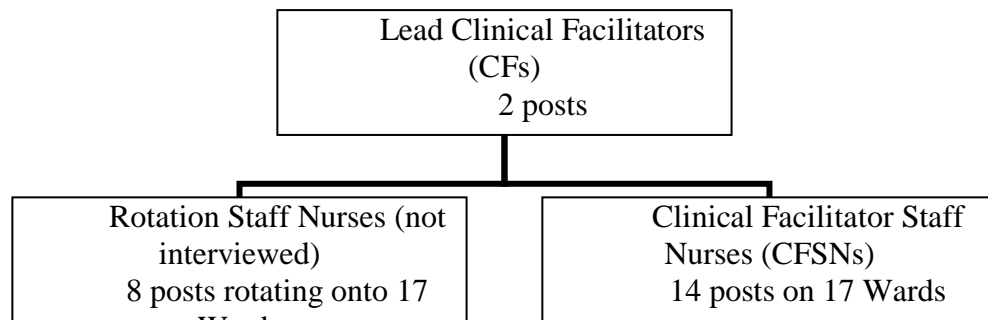 Lead Clinical Facilitators
(CFs)
2 posts
Rotation Staff Nurses (not
interviewed)
8 posts rotating onto 17
Clinical Facilitator Staff
Nurses (CFSNs)
14 posts on 17 Wards